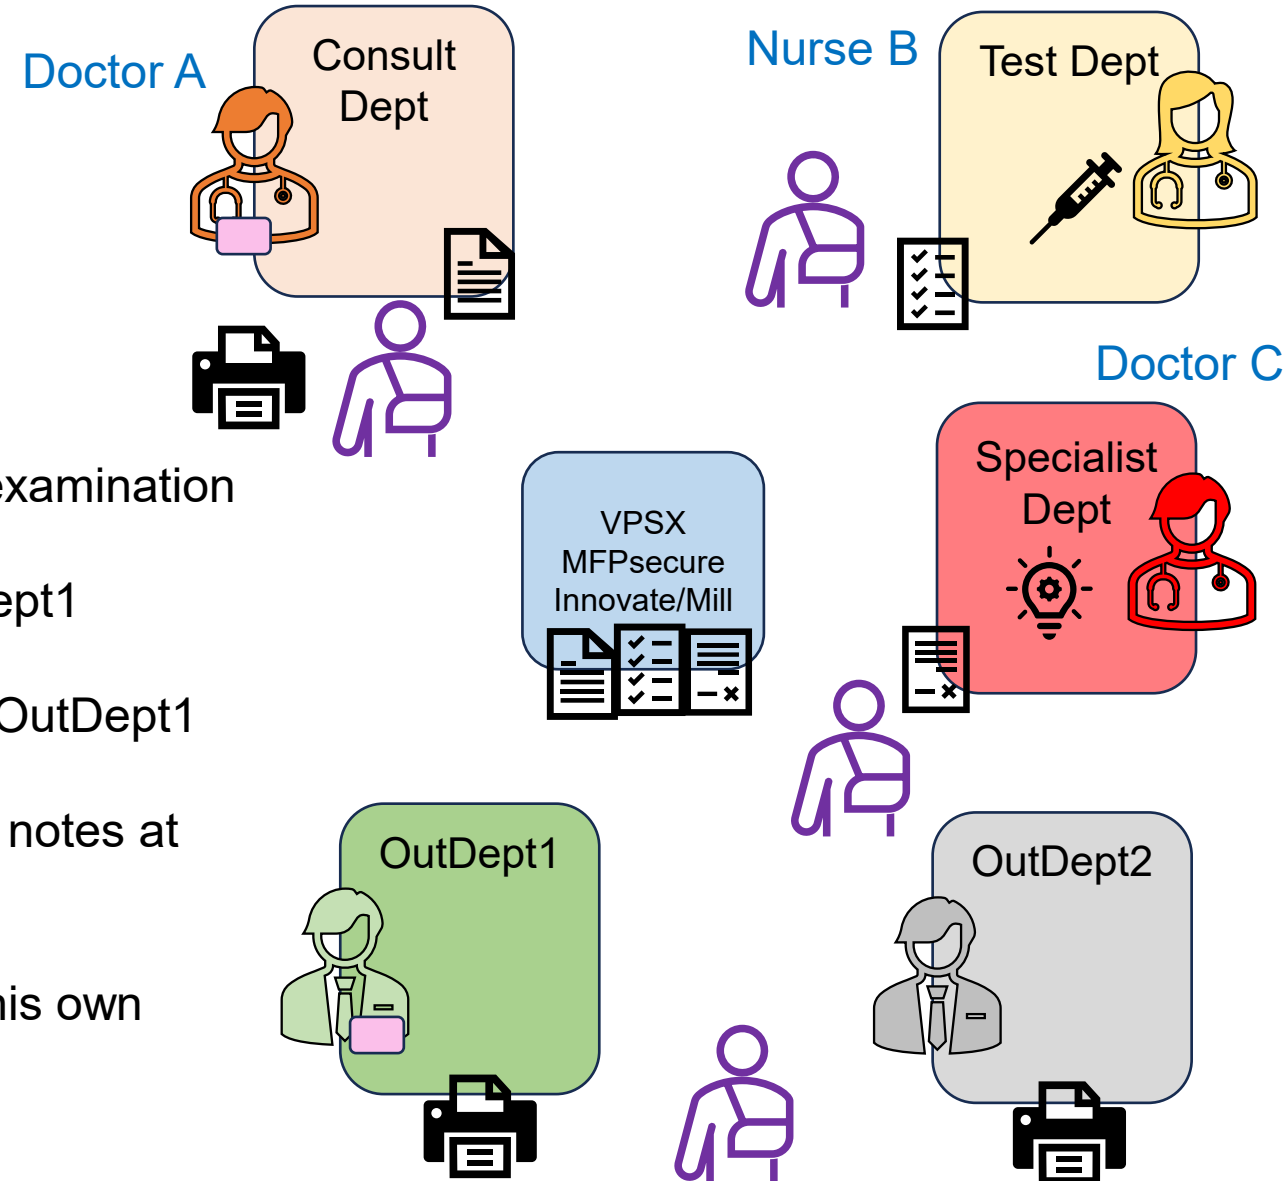 Doctor A
Consult
Dept
Nurse B
Test Dept
Doctor C
Specialist
Dept
examination
VPSX
MFPsecure
Innovate/Mill
ept1
OutDept1
notes at
his own
OutDept1
OutDept2